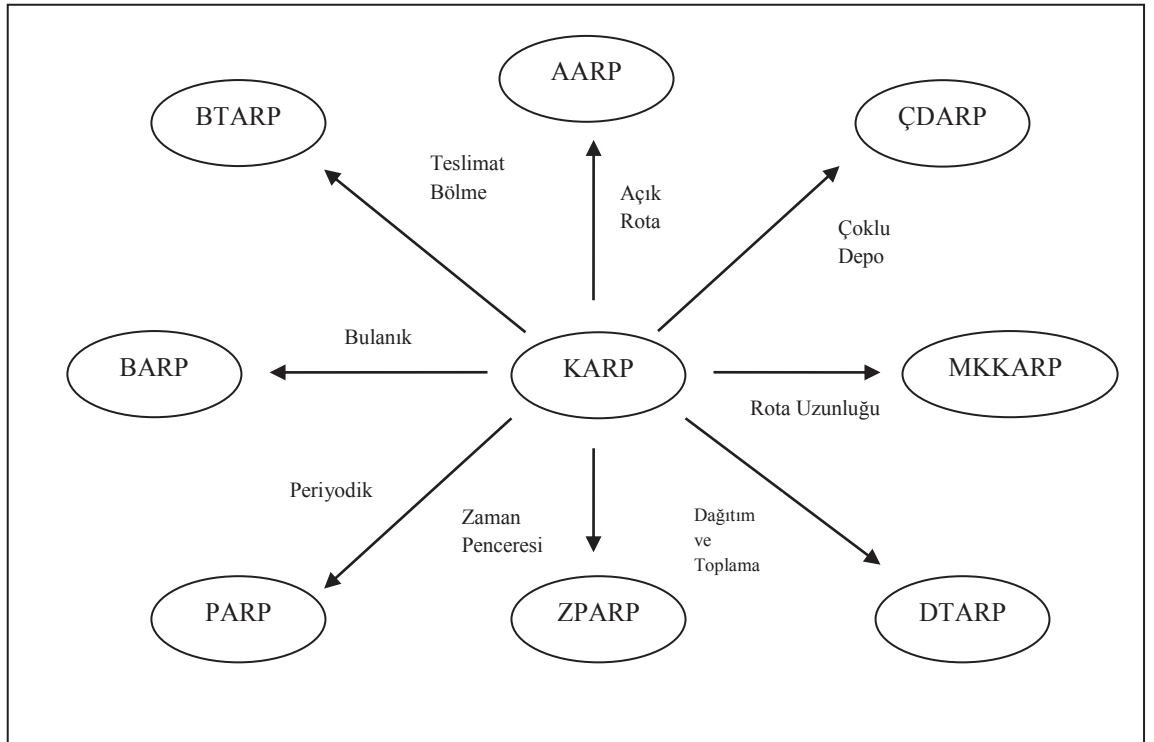 AARP
BTARP
ÇDARP
Teslimat
Bölme
Açık
Rota
Çoklu
Depo
Bulanık
BARP
KARP
MKKARP
Rota Uzunluğu
Periyodik
Zaman
Penceresi
Dağıtım
ve
Toplama
PARP
ZPARP
DTARP